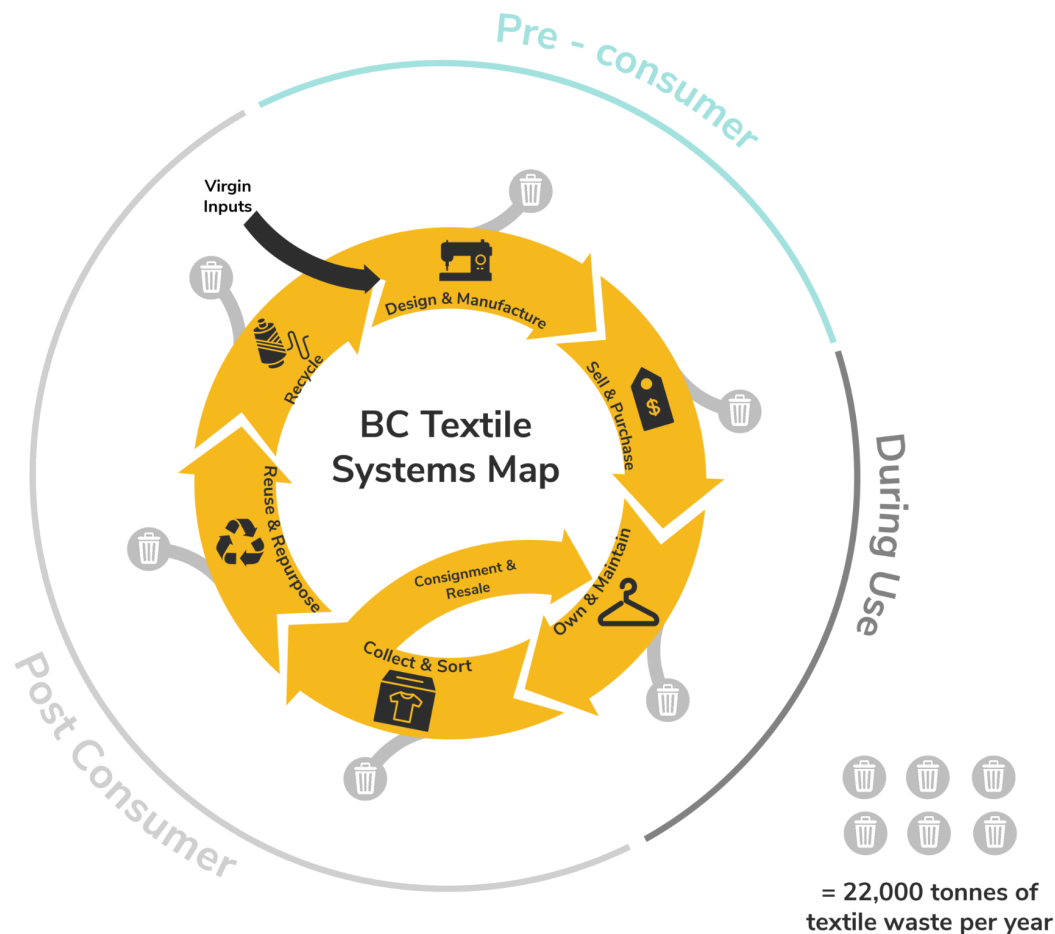 Pre - consumer
Virgin
Inputs
Design & Manufacture
Sell & Purchase
Recycle
BC Textile
Systems Map
During Use
Reuse & Repurpose
Own & Maintain
Consignment &
Resale
Collect & Sort
$
Post Consumer
= 22,000 tonnes of
textile waste per year